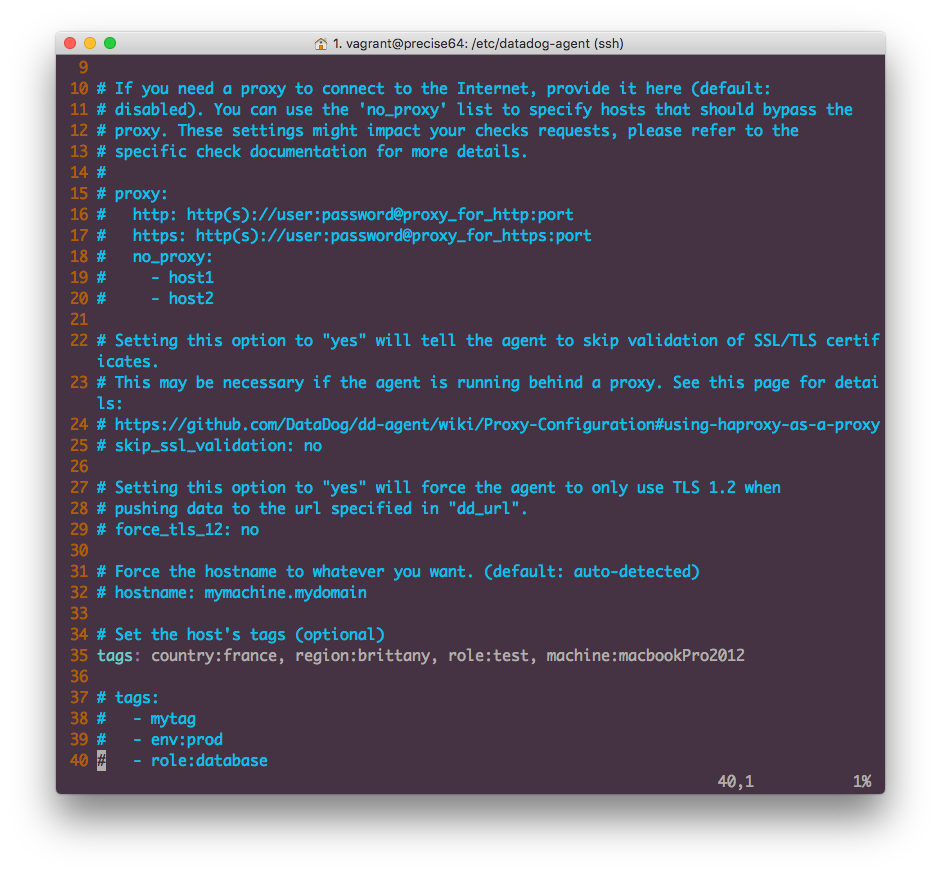 1. vagrant@precise64: /etc/datadog-agent (ssh)
9
10 # If you need a proxy to connect to the Internet, provide it here (default:
11 # disabled). You can use the 'no_proxy' list to specify hosts that should bypass the
12 # proxy. These settings might impact your checks requests, please refer to the
13 # specific check documentation for more details.
14 #
15 # proxy:
16 #   http: http(s)://user:password@proxy_for_http:port
17 #   https: http(s)://user:password@proxy_for_https:port
18 #   no_proxy:
19 #     - host1
20 #     - host2
21
22 # Setting this option to "yes" will tell the agent to skip validation of SSL/TLS certif
icates.
23 # This may be necessary if the agent is running behind a proxy. See this page for detai
ls:
24 # https://github.com/DataDog/dd-agent/wiki/Proxy-Configuration#using-haproxy-as-a-proxy
25 # skip_ssl_validation: no
26
27 # Setting this option to "yes" will force the agent to only use TLS 1.2 when
28 # pushing data to the url specified in "dd_url".
29 # force_tls_12: no
30
31 # Force the hostname to whatever you want. (default: auto-detected)
32 # hostname: mymachine.mydomain
33
34 # Set the host's tags (optional)
35 tags: country:france, region:brittany, role:test, machine:macbookPro2012
36
37 # tags:
38 #   - mytag
39 #   - env:prod
40 #   - role:database
40,1 1%